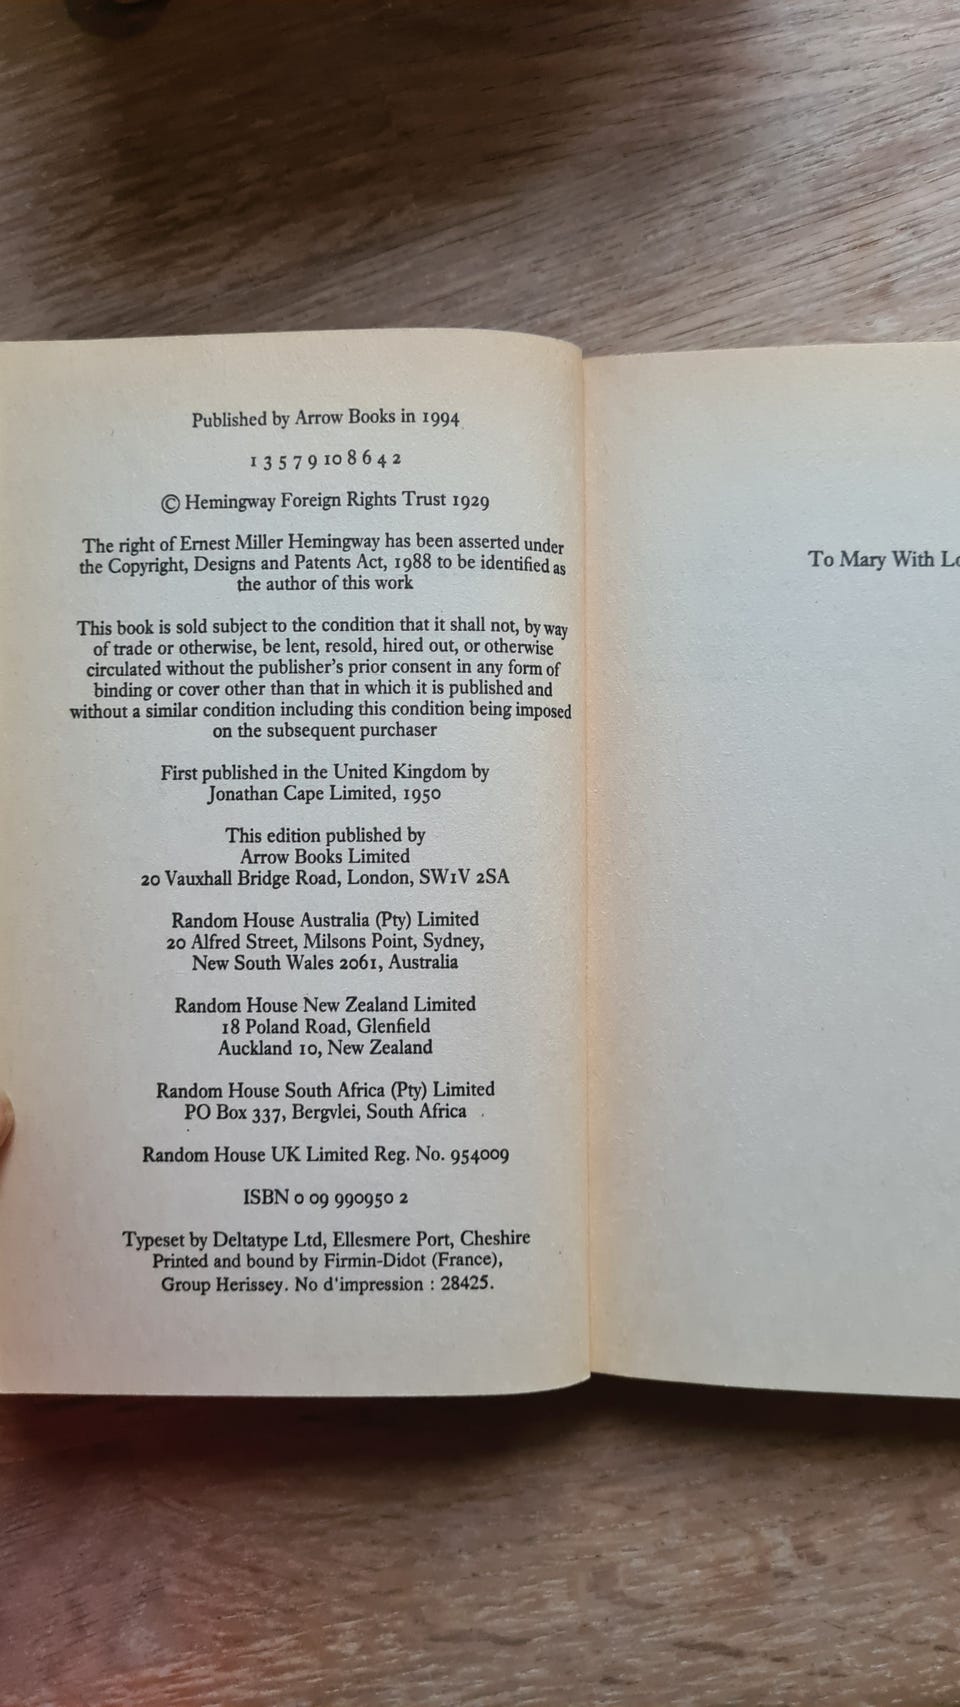 Published by Arrow Books in 1994
1 3 5 7 9 10 8 6 4 2
© Hemingway Foreign Rights Trust 1929
The right of Ernest Miller Hemingway has been asserted under
the Copyright, Designs and Patents Act, 1988 to be identified as
the author of this work
This book is sold subject to the condition that it shall not, by way
of trade or otherwise, be lent, resold, hired out, or otherwise
circulated without the publisher's prior consent in any form of
binding or cover other than that in which it is published and
without a similar condition including this condition being imposed
on the subsequent purchaser
First published in the United Kingdom by
Jonathan Cape Limited, 1950
This edition published by
Arrow Books Limited
20 Vauxhall Bridge Road, London, SW1V 2SA
Random House Australia (Pty) Limited
20 Alfred Street, Milsons Point, Sydney,
New South Wales 2061, Australia
Random House New Zealand Limited
18 Poland Road, Glenfield
Auckland 10, New Zealand
Random House South Africa (Pty) Limited
PO Box 337, Bergvlei, South Africa
Random House UK Limited Reg. No. 954009
ISBN 0 09 990950 2
Typeset by Deltatype Ltd, Ellesmere Port, Cheshire
Printed and bound by Firmin-Didot (France),
Group Herissey. No d'impression : 28425.
To Mary With